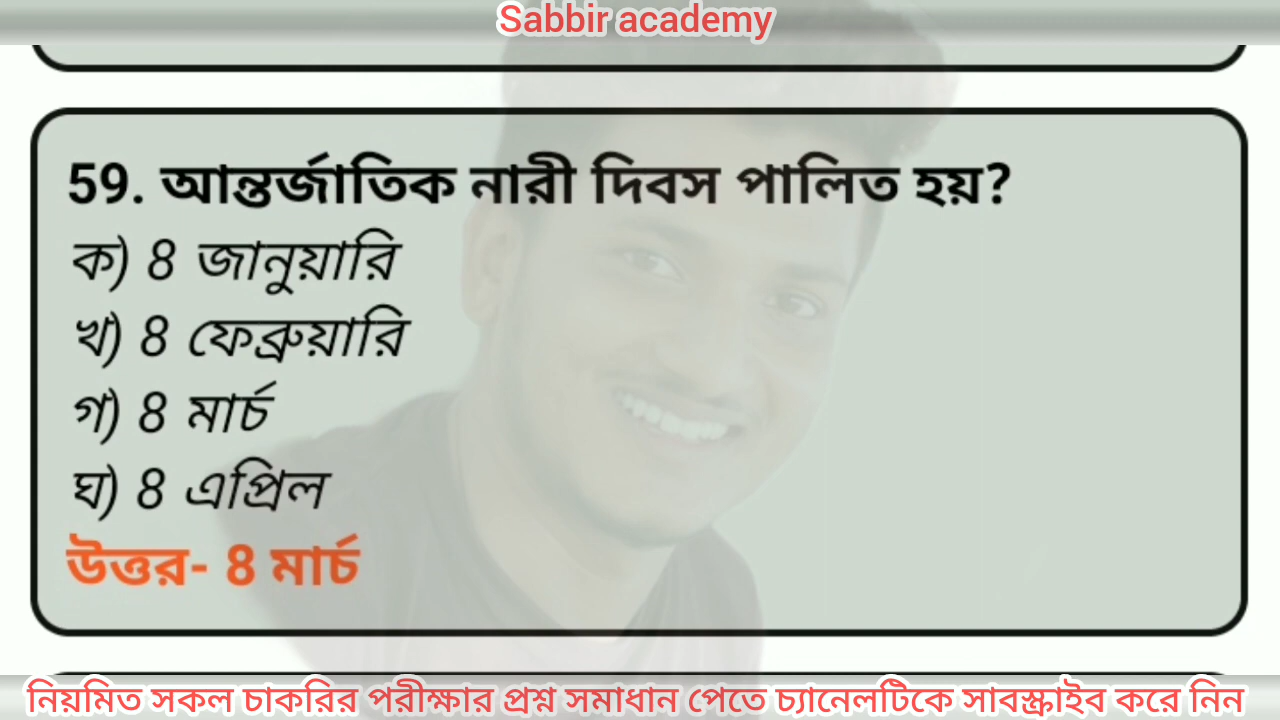 Sabbir academy
59. আন্তর্জাতিক নারী দিবস পালিত হয়?
ক) 8 জানুয়ারি
খ) 8 ফেব্রুয়ারি
গ) 8 মার্চ
ঘ) 8 এপ্রিল
উত্তর- 8 মার্চ
নিয়মিত সকল চাকরির পরীক্ষার প্রশ্ন সমাধান পেতে চ্যানেলটিকে সাবস্ক্রাইব করে নিন